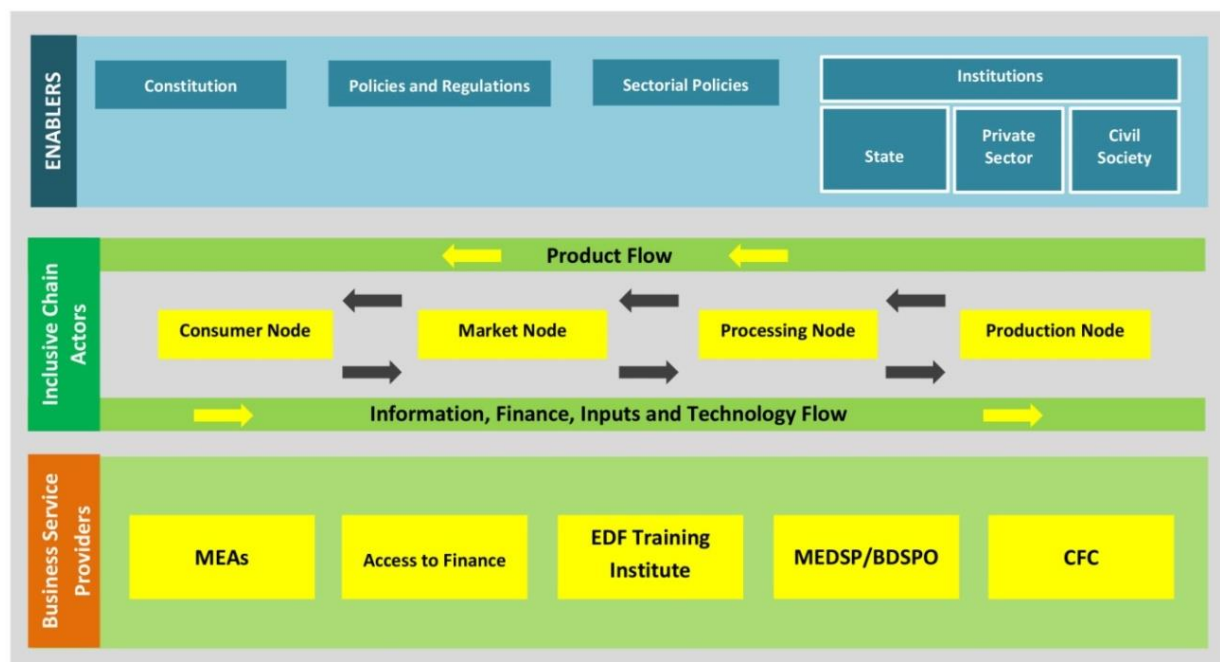 ENABLERS
Constitution
Policies and Regulations
Sectorial Policies
Institutions
State
Private
Sector
Civil
Society
Inclusive Chain
Actors
Product Flow
Consumer Node
Market Node
Processing Node
Production Node
Information, Finance, Inputs and Technology Flow
Business Service
Providers
MEAs
Access to Finance
EDF Training
Institute
MEDSP/BDSPO
CFC